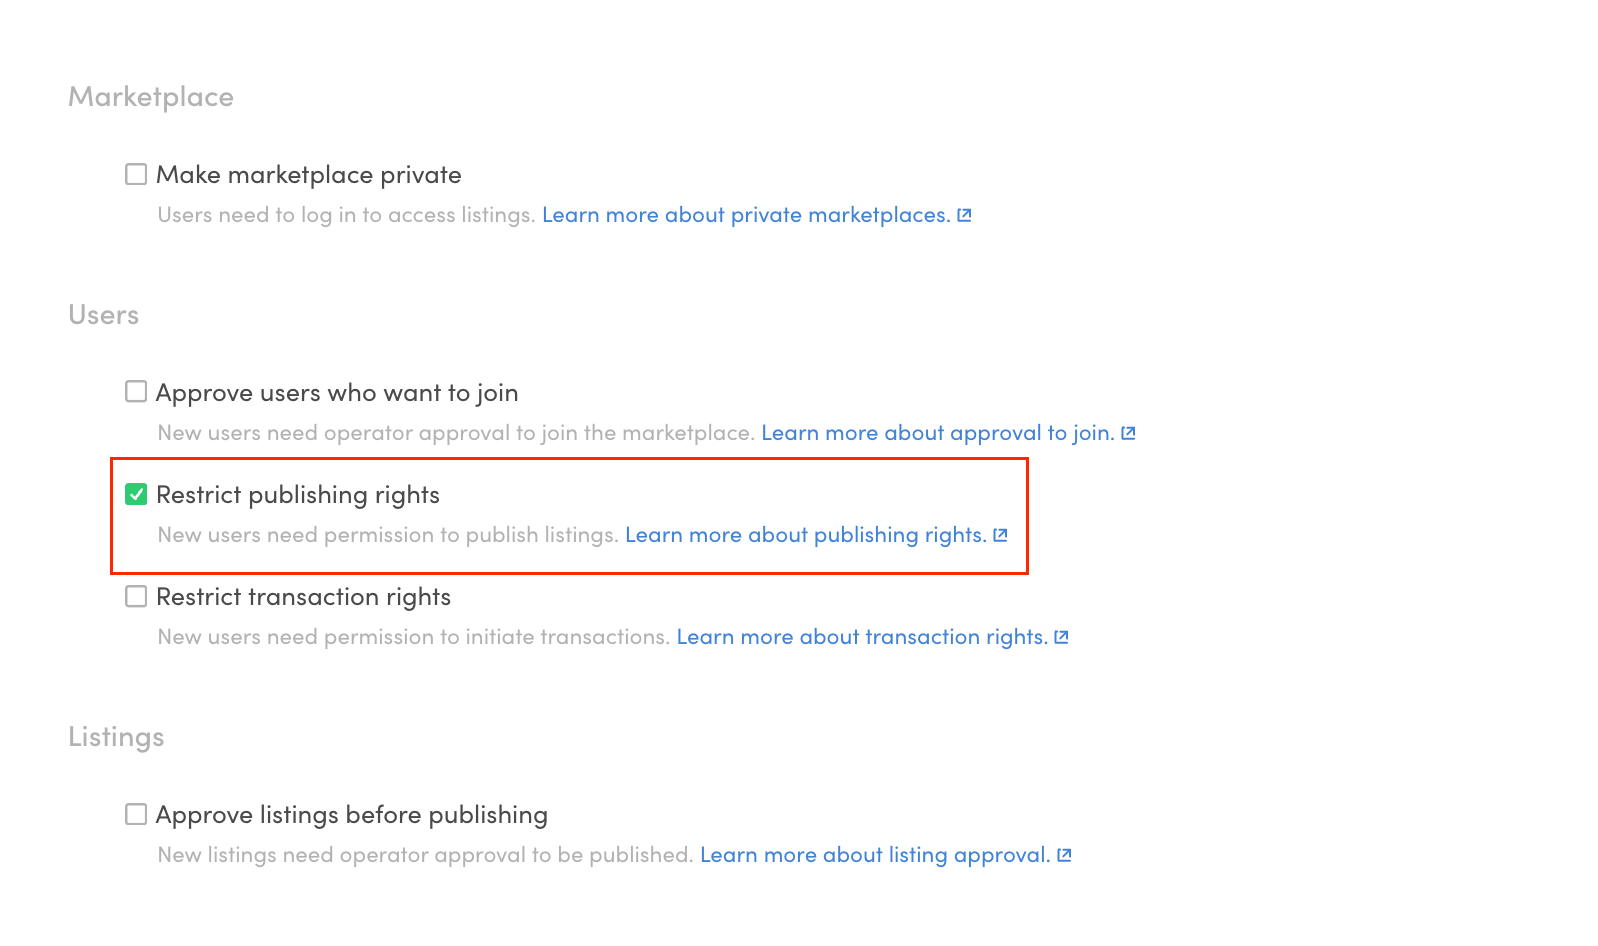 Marketplace
Make marketplace private
Users need to log in to access listings. Learn more about private marketplaces.
Users
Approve users who want to join
New users need operator approval to join the marketplace. Learn more about approval to join.
Restrict publishing rights
New users need permission to publish listings. Learn more about publishing rights.
Restrict transaction rights
New users need permission to initiate transactions. Learn more about transaction rights.
Listings
Approve listings before publishing
New listings need operator approval to be published. Learn more about listing approval.